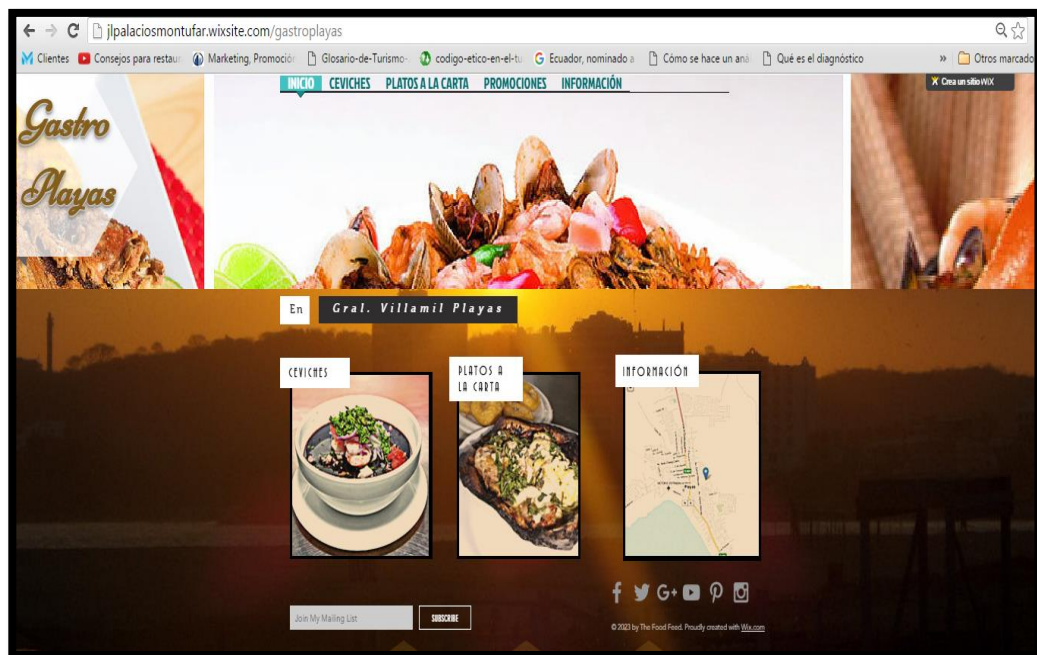 jlpalaciosmontufar.wixsite.com/gastroplayas
Clientes Consejos para restau Marketing, Promoció Glosario-de-Turismo- codigo-etico-en-el-tu Ecuador, nominado a Cómo se hace un aná Qué es el diagnóstico » Otros marcado
INICIO CEVICHES PLATOS A LA CARTA PROMOCIONES INFORMACIÓN
Crea un sitio WiX
Gastro
Playas
En Gral. Villamil Playas
CEVICHES
PLATOS A
LA CARTA
INFORMACIÓN
Playas
Join My Mailing List SUBSCRIBE
© 2023 by The Food Feed. Proudly created with Wix.com